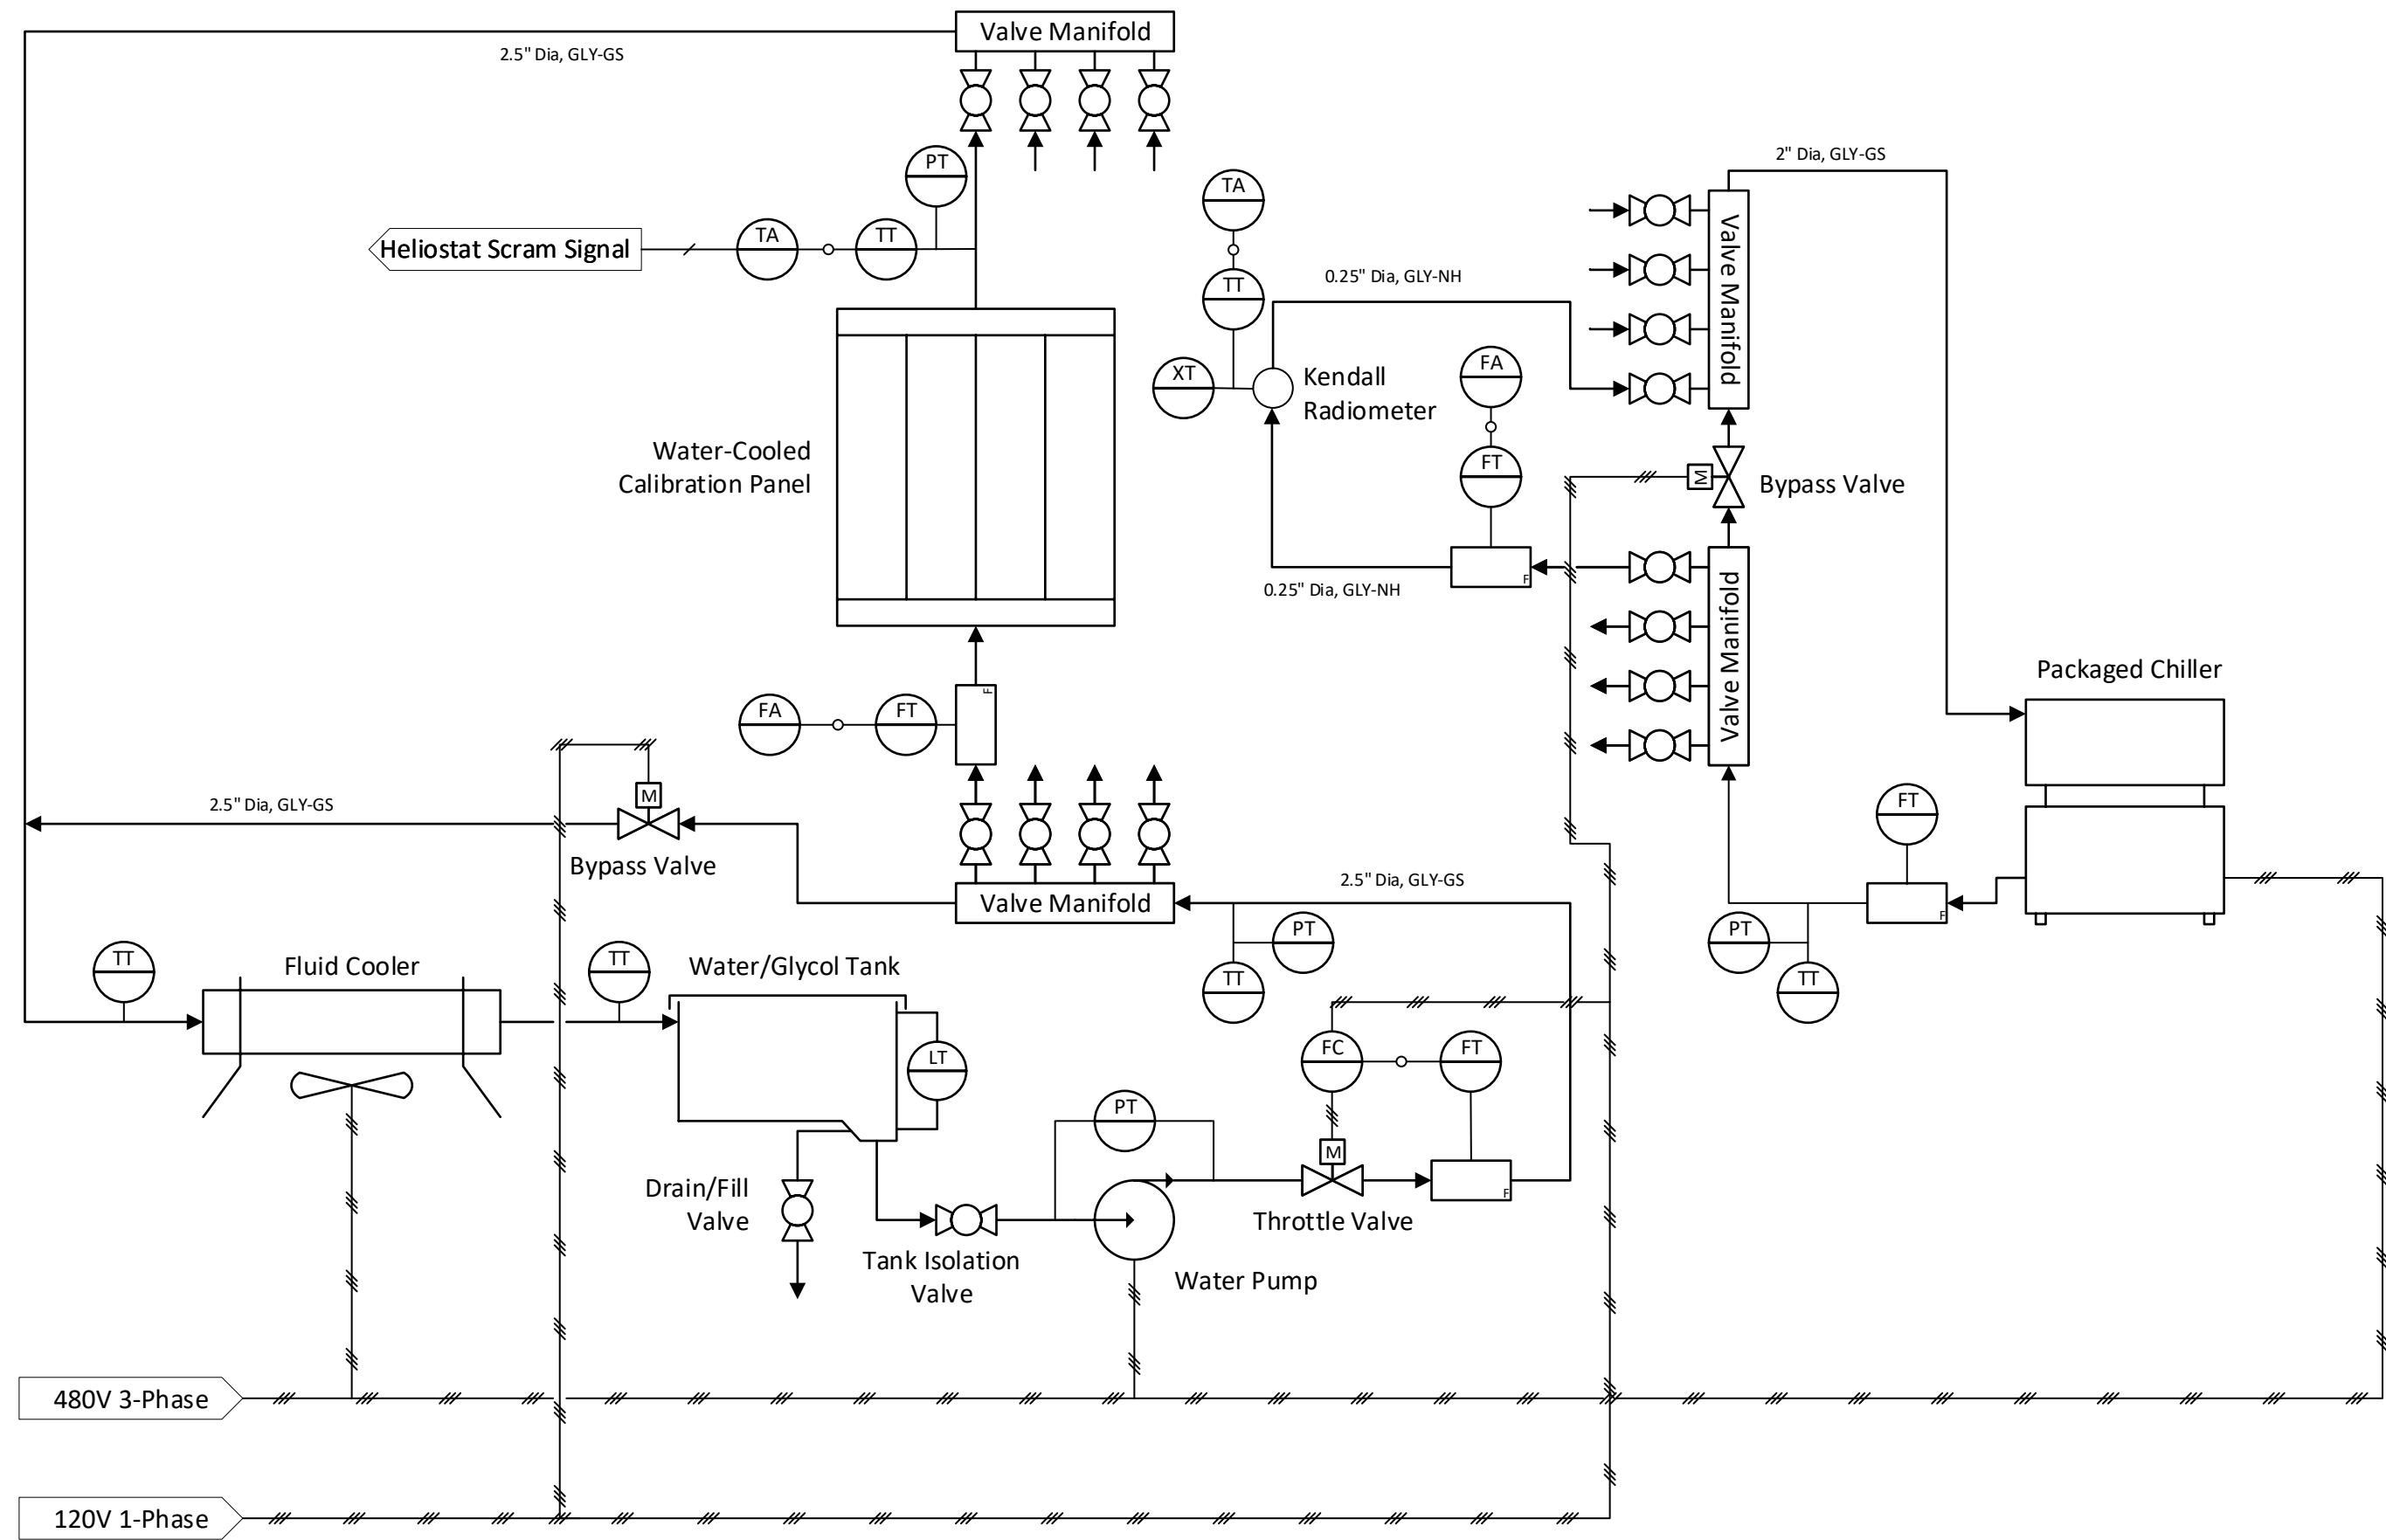 Valve Manifold
2.5" Dia, GLY-GS
PT
2" Dia, GLY-GS
TA
Heliostat Scram Signal
TA
TT
TT
0.25" Dia, GLY-NH
Valve Manifold
XT
Kendall
Radiometer
FA
Water-Cooled
Calibration Panel
FT
M
Bypass Valve
F
0.25" Dia, GLY-NH
Valve Manifold
Packaged Chiller
FA
FT
F
2.5" Dia, GLY-GS
M
Bypass Valve
FT
2.5" Dia, GLY-GS
Valve Manifold
F
PT
TT
PT
TT
TT
Fluid Cooler
TT
Water/Glycol Tank
LT
FC
FT
PT
M
F
Drain/Fill
Valve
Throttle Valve
Tank Isolation
Valve
Water Pump
480V 3-Phase
120V 1-Phase